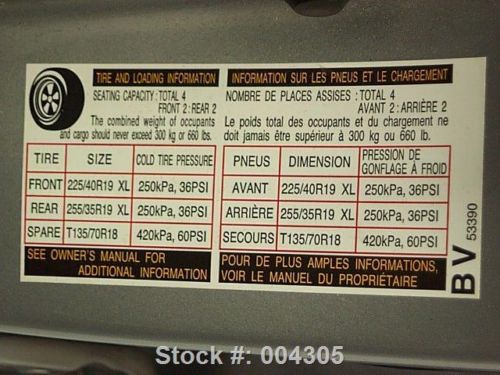 TIRE AND LOADING INFORMATION
SEATING CAPACITY : TOTAL 4
FRONT 2 : REAR 2
The combined weight of occupants
and cargo should never exceed 300 kg or 660 lbs.
TIRE SIZE COLD TIRE PRESSURE
FRONT 225/40R19 XL 250kPa, 36PSI
REAR 255/35R19 XL 250kPa, 36PSI
SPARE T135/70R18 420kPa, 60PSI
SEE OWNER'S MANUAL FOR
ADDITIONAL INFORMATION
INFORMATION SUR LES PNEUS ET LE CHARGEMENT
NOMBRE DE PLACES ASSISES : TOTAL 4
AVANT 2 : ARRIÈRE 2
Le poids total des occupants et du chargement ne
doit jamais être supérieur à 300 kg ou 660 lb.
PNEUS DIMENSION PRESSION DE
GONFLAGE À FROID
AVANT 225/40R19 XL 250kPa, 36PSI
ARRIÈRE 255/35R19 XL 250kPa, 36PSI
SECOURS T135/70R18 420kPa, 60PSI
POUR DE PLUS AMPLES INFORMATIONS,
VOIR LE MANUEL DU PROPRIÉTAIRE
BV 53390
Stock #: 004305